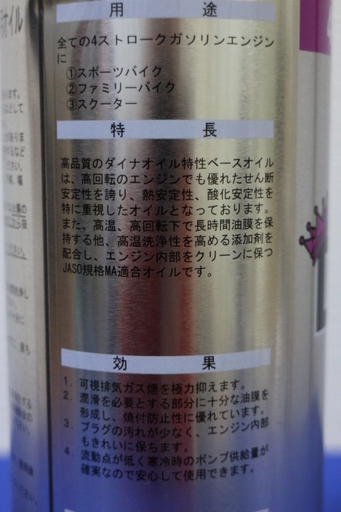 用途
全ての4ストロークガソリンエンジン
に
①スポーツバイク
②ファミリーバイク
③スクーター
特長
高品質のダイナオイル特性ベースオイル
は、高回転のエンジンでも優れたせん断
安定性を誇り、熱安定性、酸化安定性を
特に重視したオイルとなっております。
また、高温、高回転下で長時間油膜を保
持する他、高温洗浄性を高める添加剤を
配合し、エンジン内部をクリーンに保つ
JASO規格MA適合オイルです。
効果
1. 可視排気ガス煙を極力抑えます。
2. 潤滑を必要とする部分に十分な油膜を
形成し、焼付防止性に優れています。
3. プラグの汚れが少なく、エンジン内部
もきれいに保ちます。
4. 流動点が低く寒冷時のポンプ供給量が
確実なので安心して使用できます。